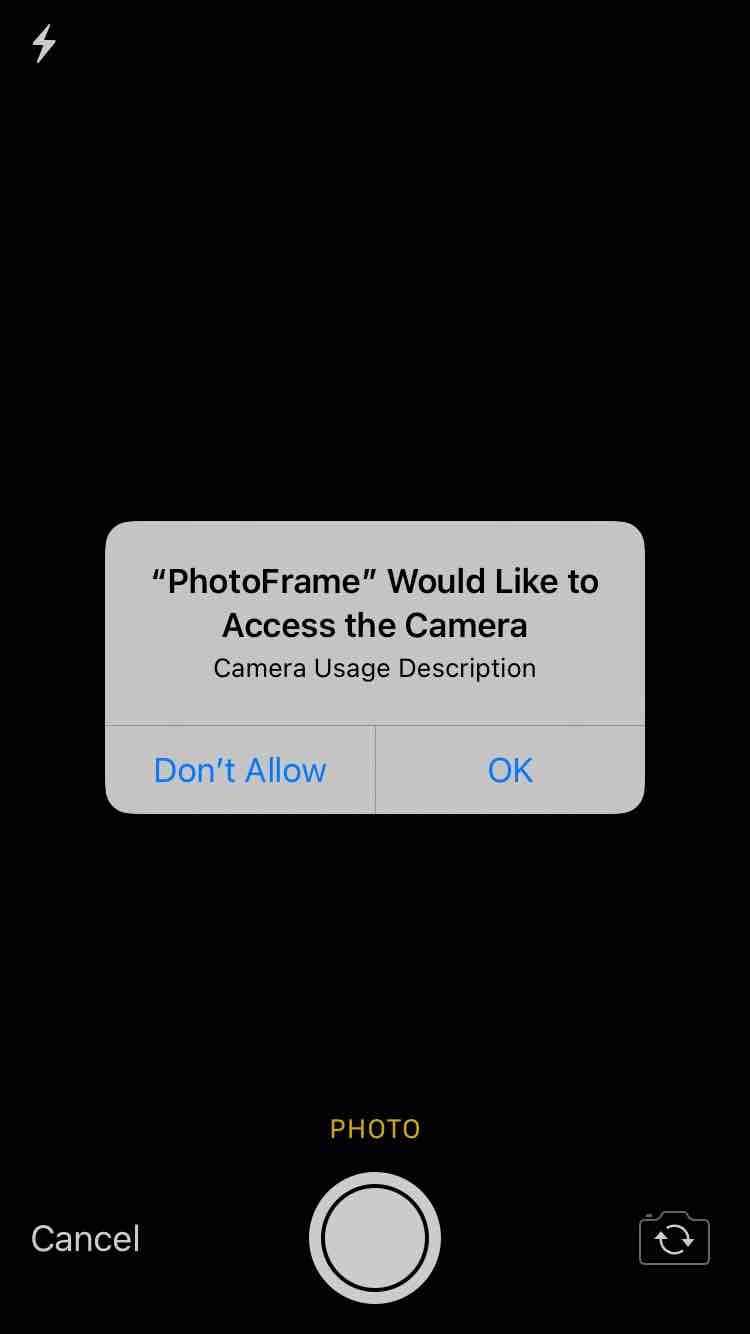 “PhotoFrame” Would Like to
Access the Camera
Camera Usage Description
Don’t Allow
OK
PHOTO
Cancel